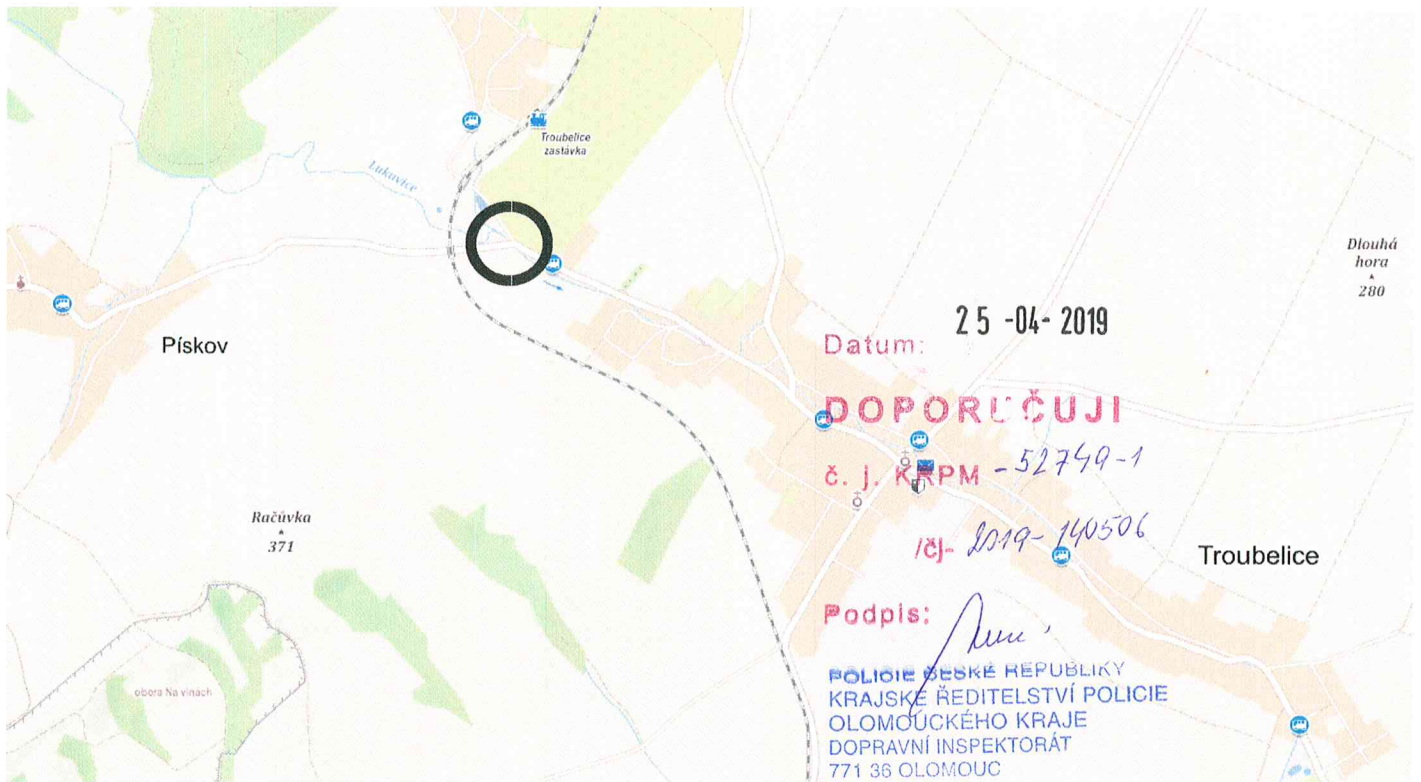 Troubelice
zastávka
Lukavice
Dlouhá
hora
280
Pískov
Datum: 25 -04- 2019
DOPORUČUJI
č. j. KRPM -52749-1
/čj- 2019-140506
Račůvka
371
Troubelice
Podpis:
obora Na vinách
POLICIE ČESKÉ REPUBLIKY
KRAJSKÉ ŘEDITELSTVÍ POLICIE
OLOMOUCKÉHO KRAJE
DOPRAVNÍ INSPEKTORÁT
771 36 OLOMOUC